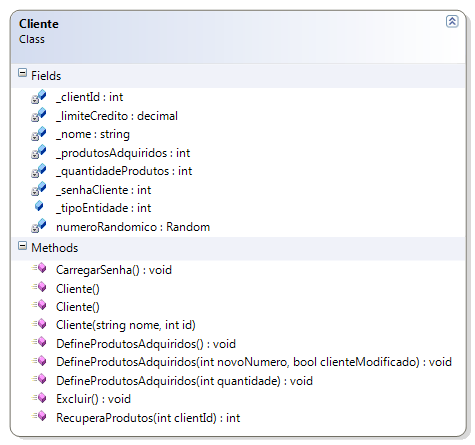 Cliente
Class
Fields
_clientId : int
_limiteCredito : decimal
_nome : string
_produtosAdquiridos : int
_quantidadeProdutos : int
_senhaCliente : int
_tipoEntidade : int
numeroRandomico : Random
Methods
CarregarSenha() : void
Cliente()
Cliente()
Cliente(string nome, int id)
DefineProdutosAdquiridos() : void
DefineProdutosAdquiridos(int novoNumero, bool clienteModificado) : void
DefineProdutosAdquiridos(int quantidade) : void
Excluir() : void
RecuperaProdutos(int clientId) : int